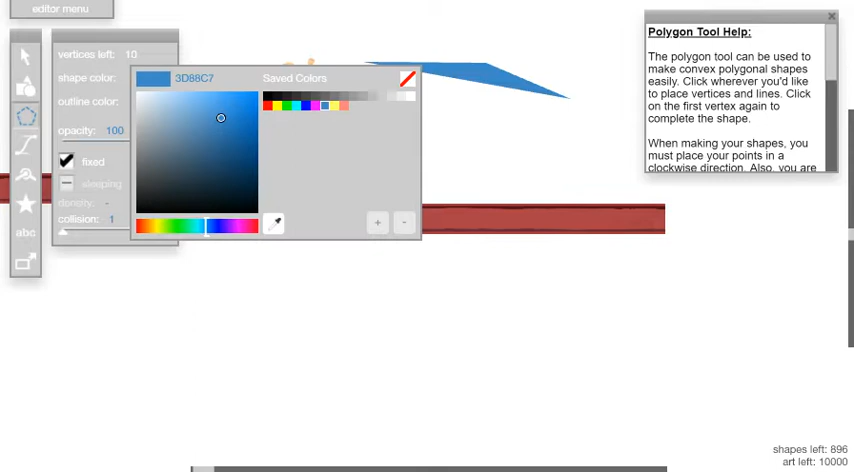 editor menu
vertices left: 10
shape color:
outline color:
opacity: 100
fixed
sleeping
density: -
collision: 1
abc
3D88C7
Saved Colors
+ -
Polygon Tool Help:
The polygon tool can be used
to make convex polygonal shapes
easily. Click wherever you'd like
to place vertices and lines. Click
on the first vertex again to
complete the shape.
When making your shapes, you
must place your points in a
clockwise direction. Also, you are
shapes left: 896
art left: 10000